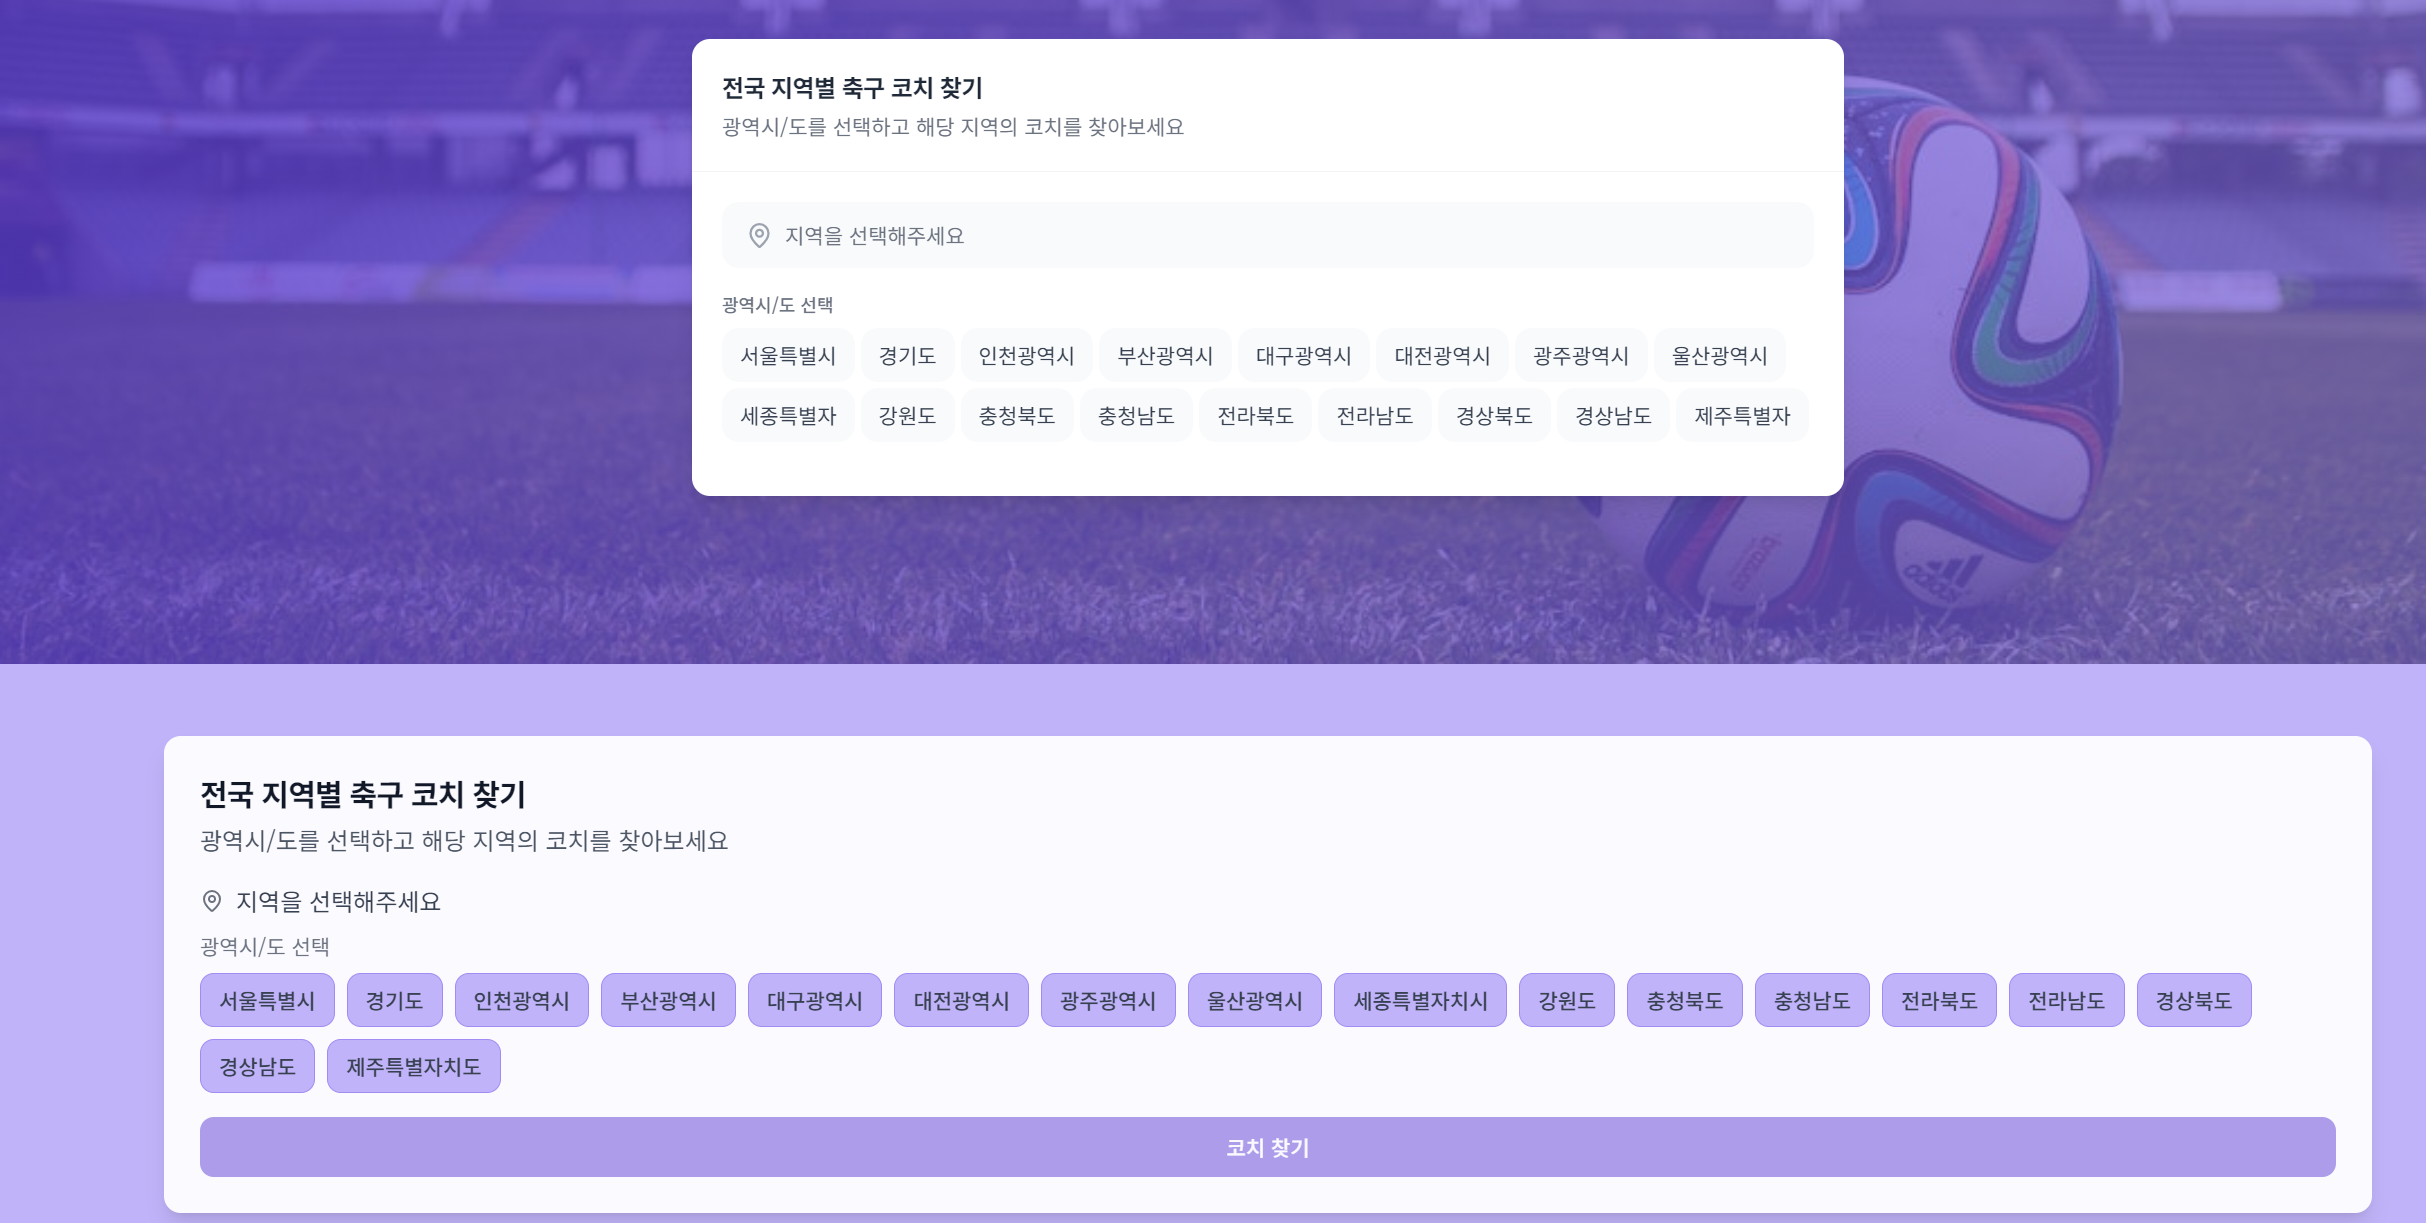 전국 지역별 축구 코치 찾기
광역시/도를 선택하고 해당 지역의 코치를 찾아보세요
지역을 선택해주세요
광역시/도 선택
서울특별시 경기도 인천광역시 부산광역시 대구광역시 대전광역시 광주광역시 울산광역시
세종특별자 강원도 충청북도 충청남도 전라북도 전라남도 경상북도 경상남도 제주특별자
brazuca
adidas
전국 지역별 축구 코치 찾기
광역시/도를 선택하고 해당 지역의 코치를 찾아보세요
지역을 선택해주세요
광역시/도 선택
서울특별시 경기도 인천광역시 부산광역시 대구광역시 대전광역시 광주광역시 울산광역시 세종특별자치시 강원도 충청북도 충청남도 전라북도 전라남도 경상북도
경상남도 제주특별자치도
코치 찾기